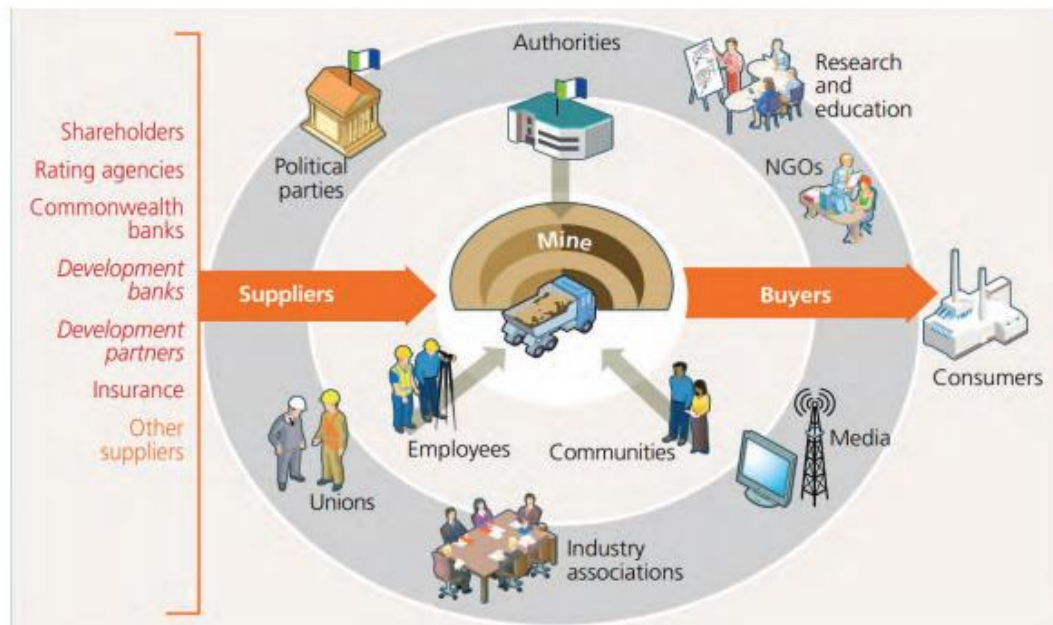 Authorities
Research
and
education
Political
parties
NGOs
Shareholders
Rating agencies
Commonwealth
banks
Development
banks
Development
partners
Insurance
Other
suppliers
Mine
Suppliers
Buyers
Consumers
Employees
Communities
Media
Unions
Industry
associations